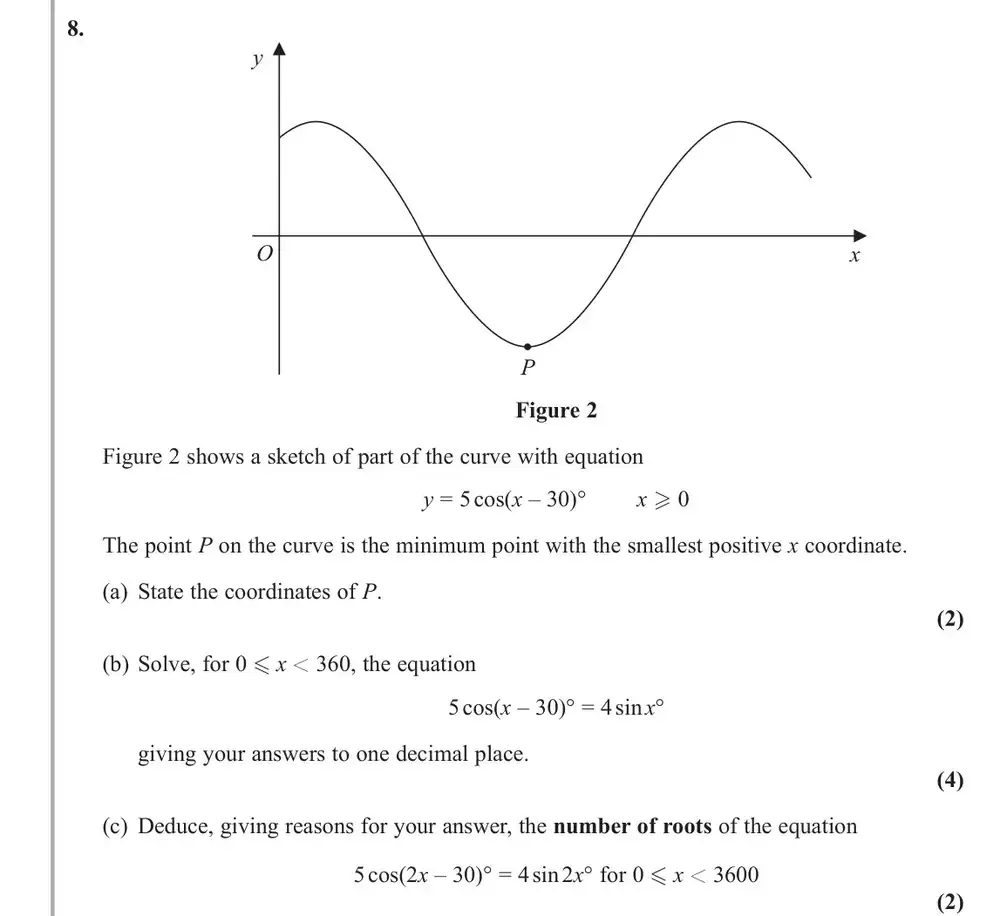 8.
y
O
x
P
Figure 2
Figure 2 shows a sketch of part of the curve with equation
y = 5 cos(x – 30)° x ⩾ 0
The point P on the curve is the minimum point with the smallest positive x coordinate.
(a) State the coordinates of P.
(2)
(b) Solve, for 0 ⩽ x < 360, the equation
5 cos(x – 30)° = 4 sin x°
giving your answers to one decimal place.
(4)
(c) Deduce, giving reasons for your answer, the number of roots of the equation
5 cos(2x – 30)° = 4 sin 2x° for 0 ⩽ x < 3600
(2)